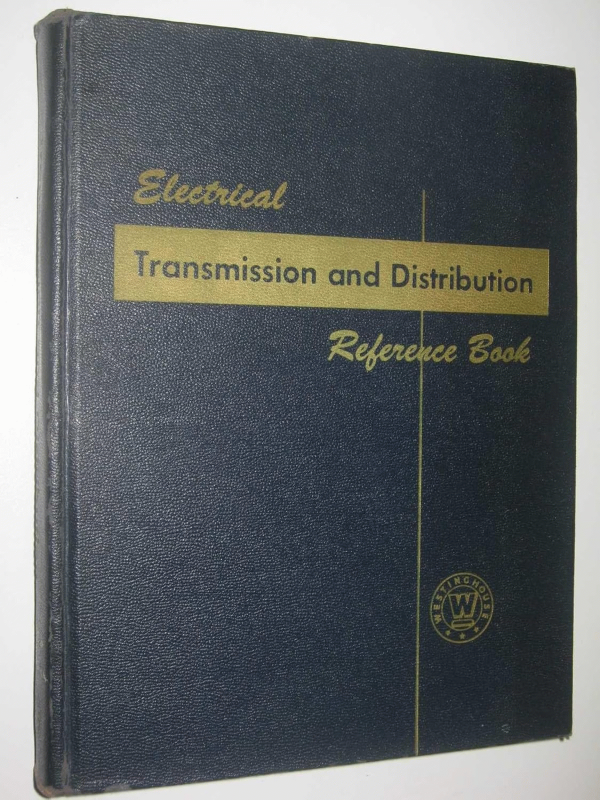 Electrical
Transmission and Distribution
Reference Book
WESTINGHOUSE
W